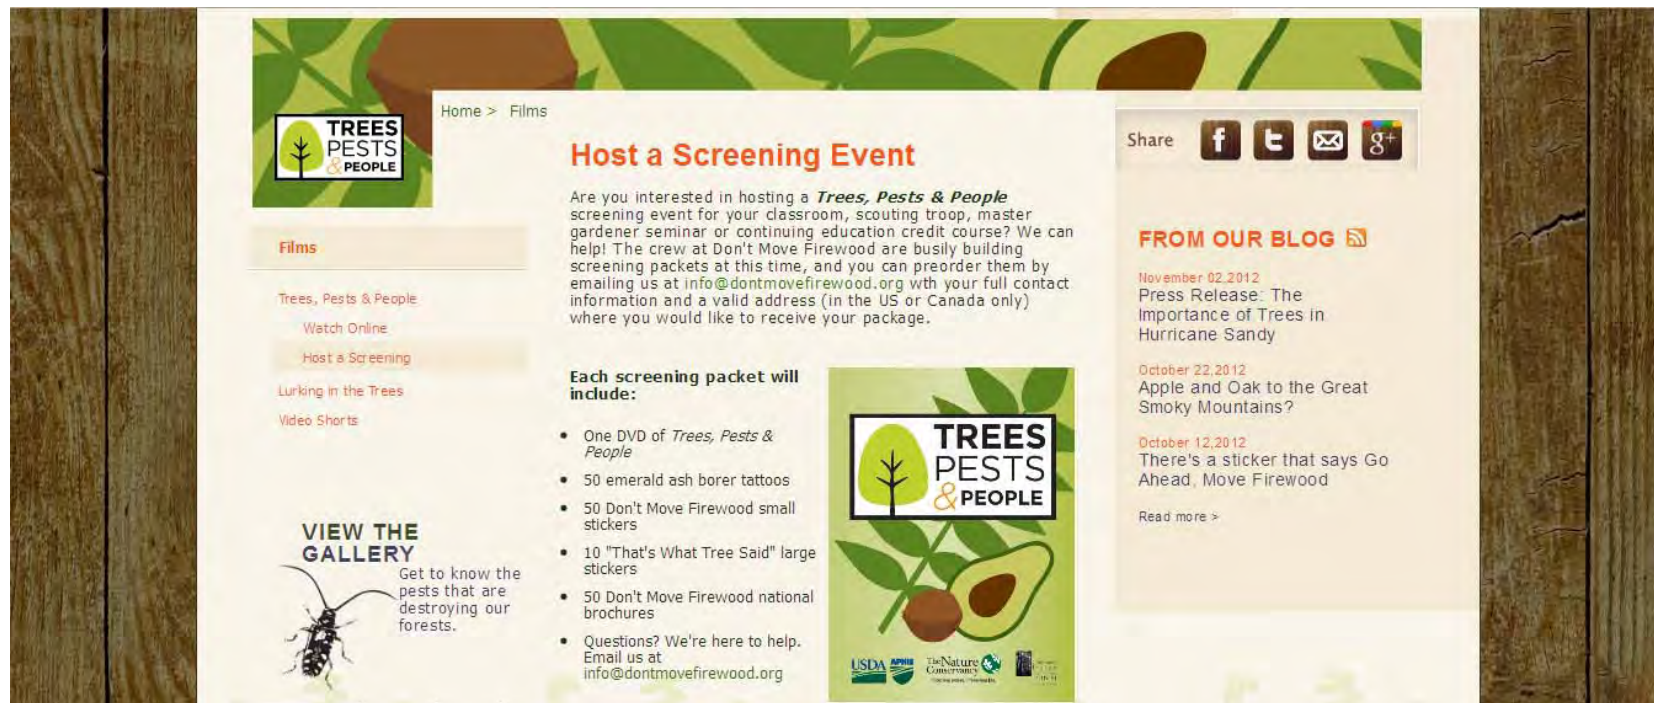 Home > Films
TREES
PESTS
& PEOPLE
Films
Trees, Pests & People
Watch Online
Host a Screening
Lurking in the Trees
Video Shorts
VIEW THE
GALLERY
Get to know the
pests that are
destroying our
forests.
Host a Screening Event
Are you interested in hosting a Trees, Pests & People
screening event for your classroom, scouting troop, master
gardener seminar or continuing education credit course? We can
help! The crew at Don't Move Firewood are busily building
screening packets at this time, and you can preorder them by
emailing us at info@dontmovefirewood.org wth your full contact
information and a valid address (in the US or Canada only)
where you would like to receive your package.
Each screening packet will
include:
• One DVD of Trees, Pests &
People
• 50 emerald ash borer tattoos
• 50 Don't Move Firewood small
stickers
• 10 "That's What Tree Said" large
stickers
• 50 Don't Move Firewood national
brochures
• Questions? We're here to help.
Email us at
info@dontmovefirewood.org
TREES
PESTS
& PEOPLE
USDA APHIS The Nature
Conservancy
Share f t g+
FROM OUR BLOG
November 02,2012
Press Release: The
Importance of Trees in
Hurricane Sandy
October 22,2012
Apple and Oak to the Great
Smoky Mountains?
October 12,2012
There's a sticker that says Go
Ahead, Move Firewood
Read more >